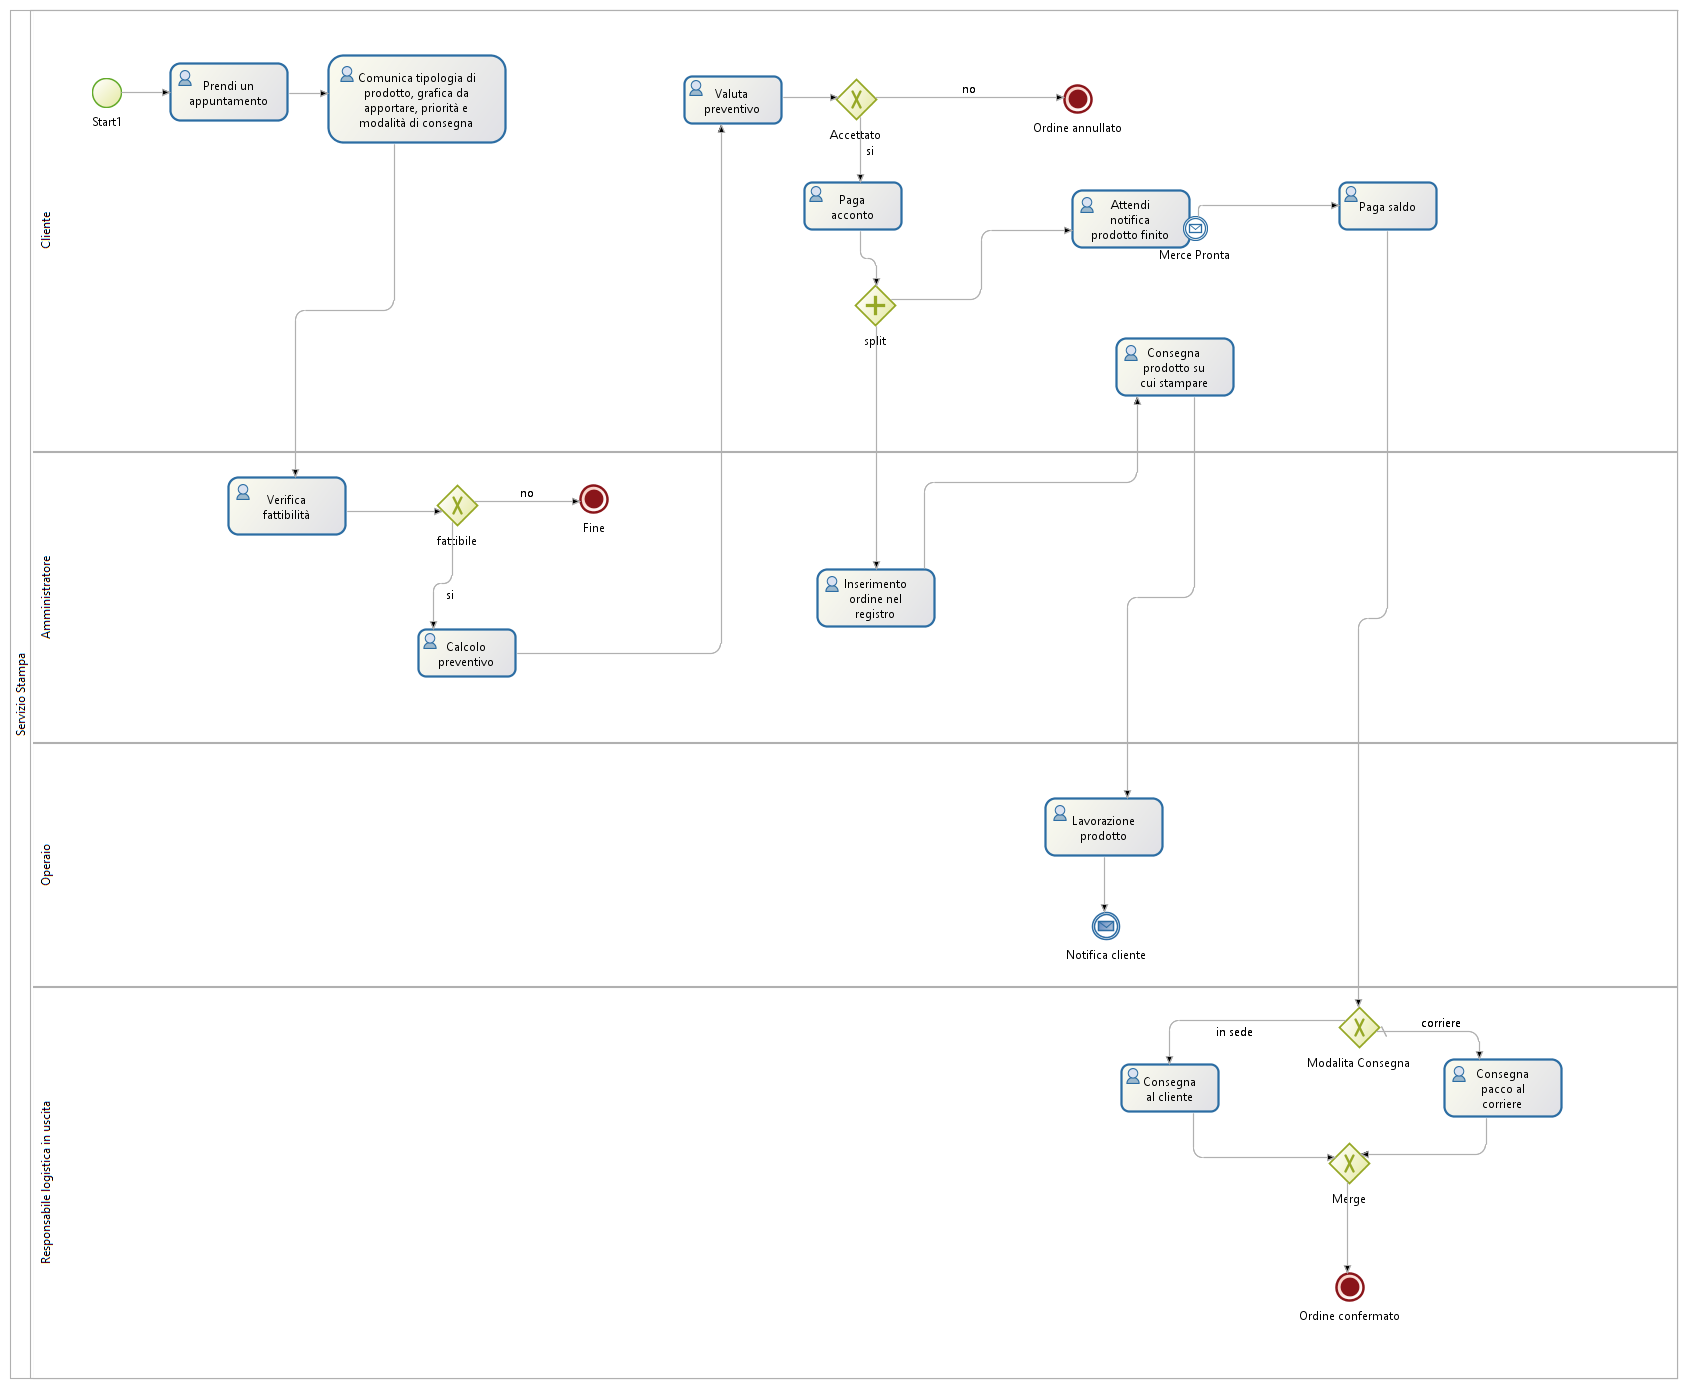 Servizio Stampa
Cliente
Start1
Prendi un
appuntamento
Comunica tipologia di
prodotto, grafica da
apportare, priorità e
modalità di consegna
Valuta
preventivo
Accettato
no
Ordine annullato
si
Paga
acconto
split
Attendi
notifica
prodotto finito
Merce Pronta
Paga saldo
Consegna
prodotto su
cui stampare
Amministratore
Verifica
fattibilità
fattibile
no
Fine
si
Calcolo
preventivo
Inserimento
ordine nel
registro
Operaio
Lavorazione
prodotto
Notifica cliente
Responsabile logistica in uscita
Modalita Consegna
in sede
corriere
Consegna
al cliente
Consegna
pacco al
corriere
Merge
Ordine confermato